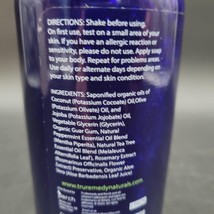 DIRECTIONS: Shake before using.
On first use, test on a small area of your
skin. If you have an allergic reaction or
sensitivity, please do not use. Apply soap
to your body. Repeat for problems areas.
Use daily or alternate days depending on
your skin type and skin condition
INGREDIENTS: Saponified organic oils of
Coconut (Potassium Cocoate) Oil,Olive
(Potassium Olivate) Oil, and
Jojoba (Potassium Jojobate) Oil,
Vegetable Glycerin (Glycerin),
Organic Guar Gum, Natural
Peppermint Essential Oil Blend
(Mentha Piperita), Natural Tea Tree
Essential Oil Blend (Melaleuca
Alternifolia Leaf), Rosemary Extract
(Rosmarinus Officinalis Flower
Extract), Organic Aloe
Vera (Aloe Barbadensis Leaf Juice)
www.truremedynaturals.com